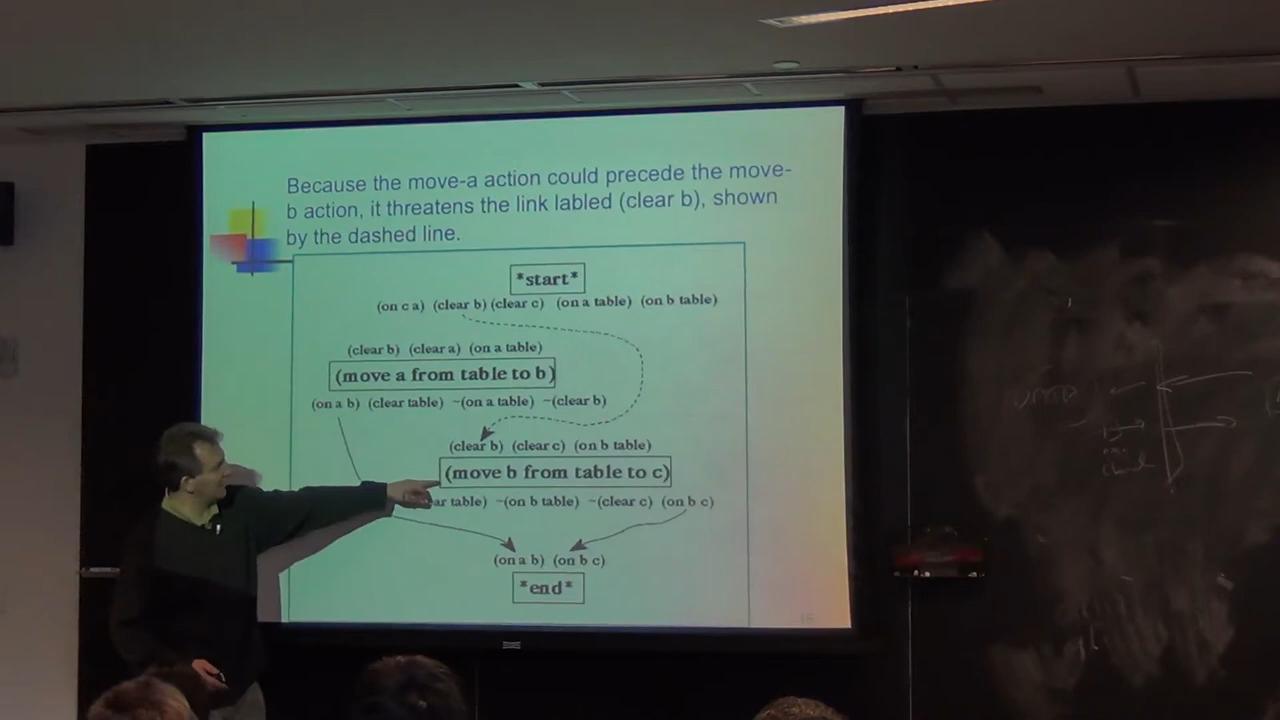 Because the move-a action could precede the move-
b action, it threatens the link labled (clear b), shown
by the dashed line.
*start*
(on c a) (clear b) (clear c) (on a table) (on b table)
(clear b) (clear a) (on a table)
(move a from table to b)
(on a b) (clear table) ~(on a table) ~(clear b)
(clear b) (clear c) (on b table)
(move b from table to c)
ar table) ~(on b table) ~(clear c) (on b c)
(on a b) (on b c)
*end*